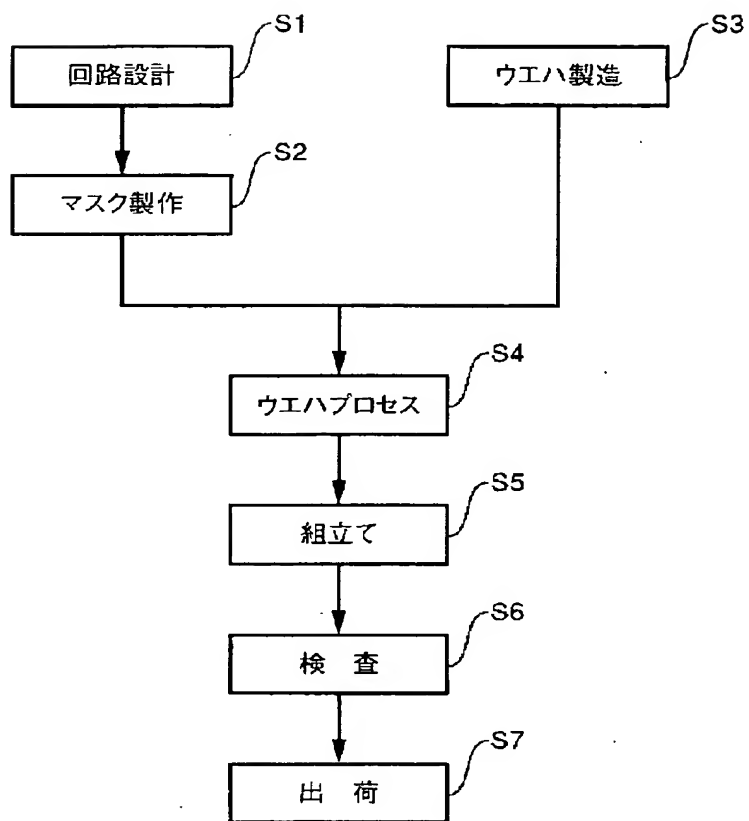 S1
回路設計
S3
ウエハ製造
S2
マスク製作
S4
ウエハプロセス
S5
組立て
S6
検 査
S7
出 荷